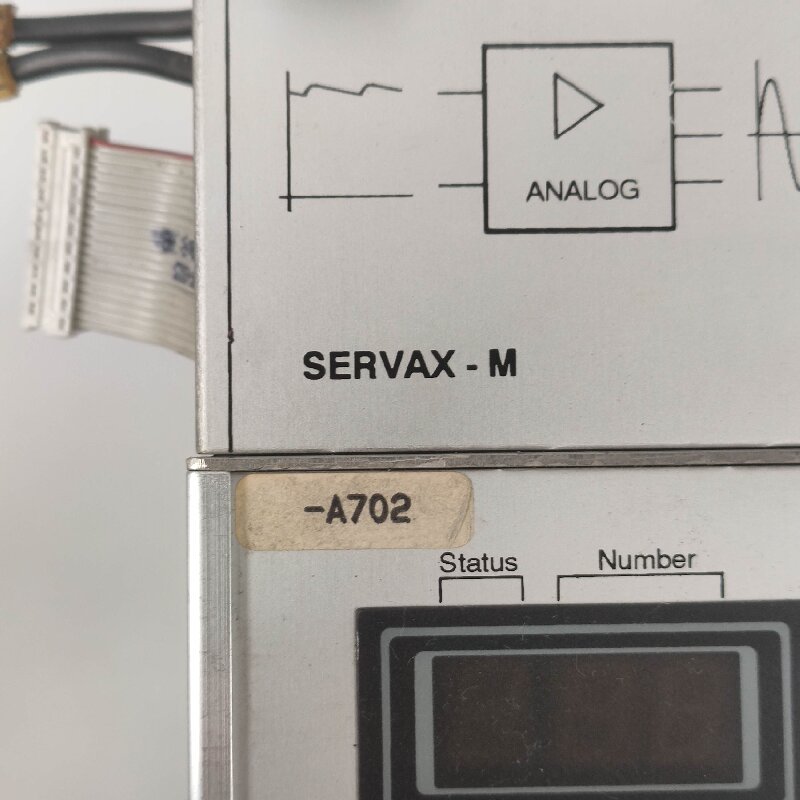 ANALOG
SERVAX - M
-A702
Status Number